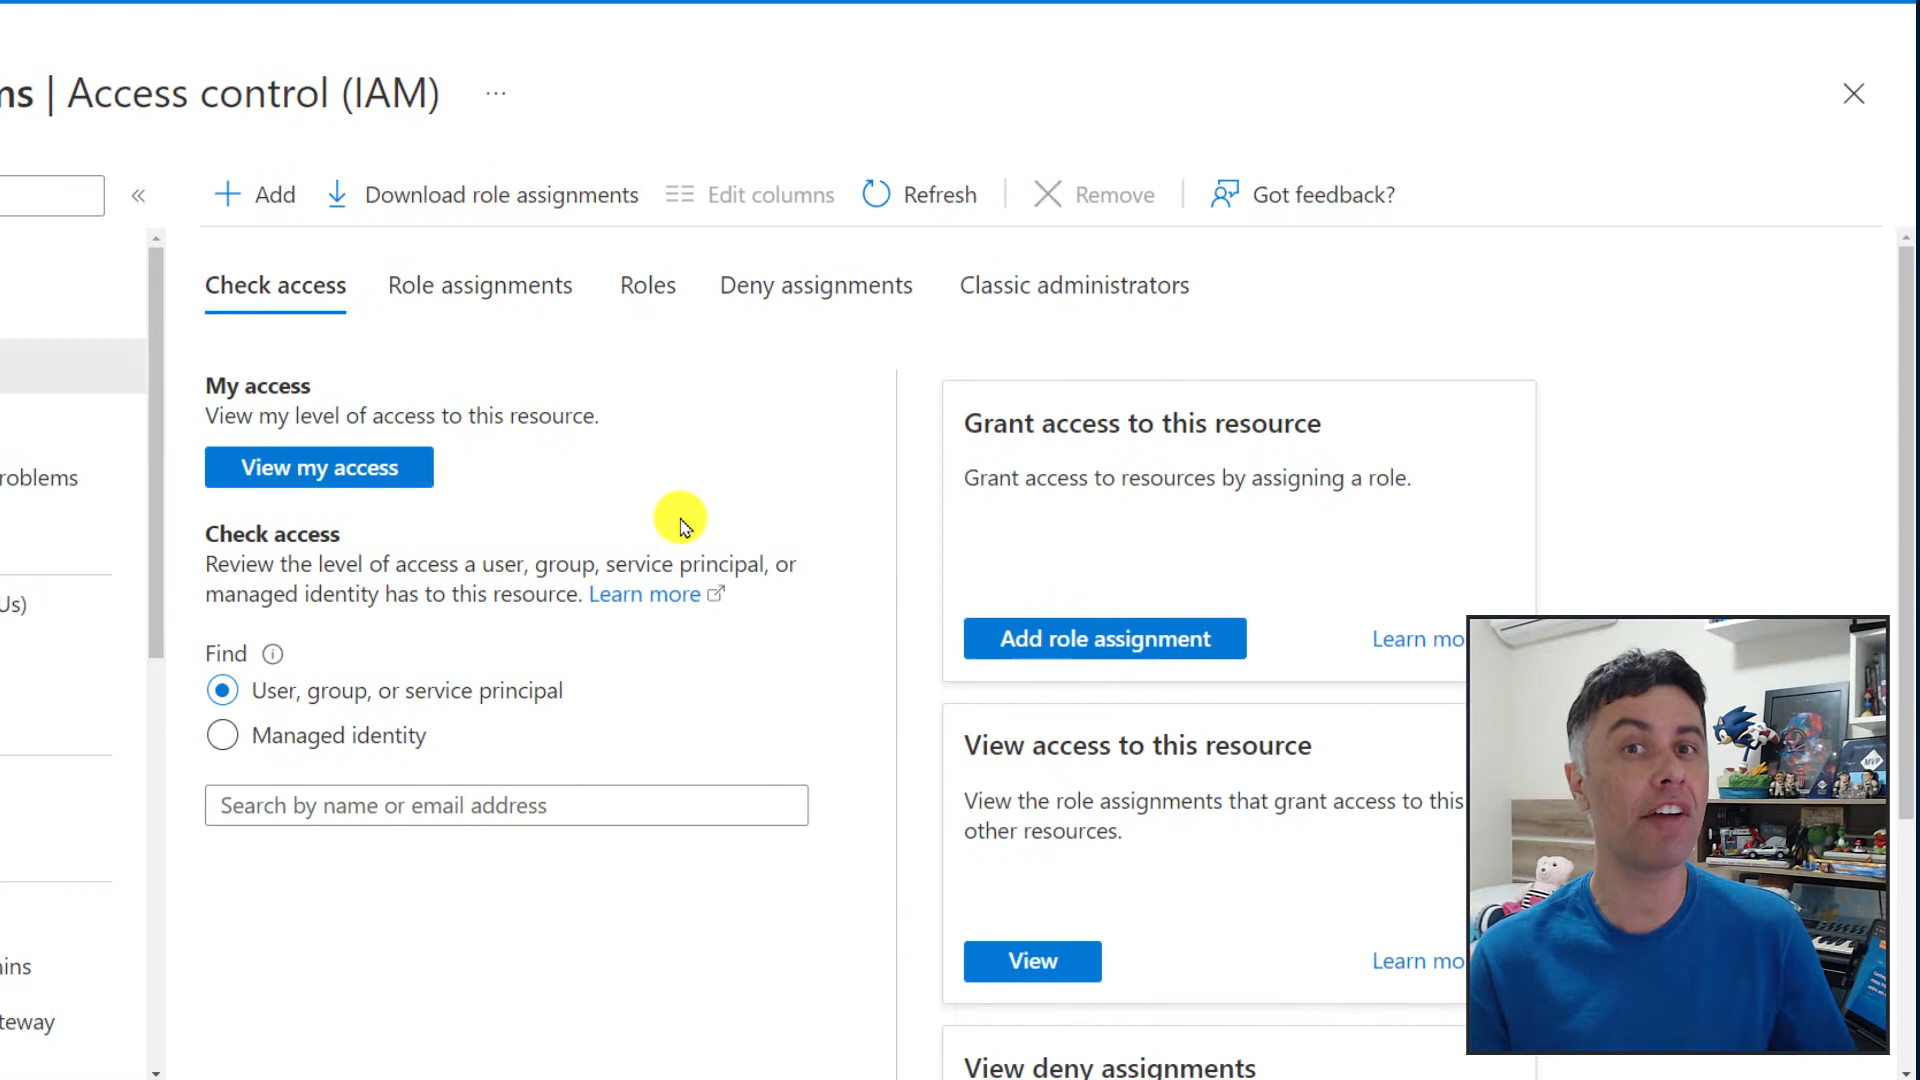 ns | Access control (IAM) ...
Add
Download role assignments
Edit columns
Refresh
Remove
Got feedback?
Check access
Role assignments
Roles
Deny assignments
Classic administrators
My access
View my level of access to this resource.
View my access
Check access
Review the level of access a user, group, service principal, or
managed identity has to this resource. Learn more
Find
User, group, or service principal
Managed identity
Search by name or email address
Grant access to this resource
Grant access to resources by assigning a role.
Add role assignment
Learn mo
View access to this resource
View the role assignments that grant access to this
other resources.
View
Learn mo
View deny assignments
roblems
Us)
ins
teway
MVP